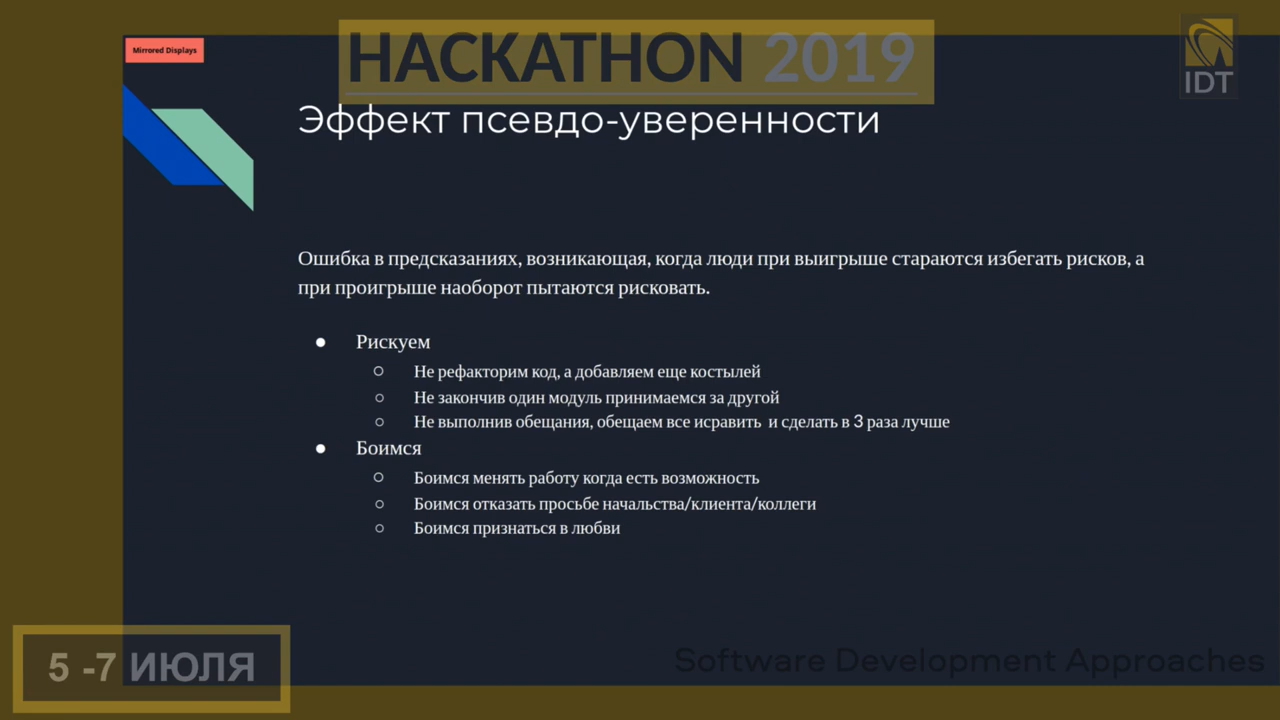 Mirrored Displays
HACKATHON 2019
IDT
Эффект псевдо-уверенности
Ошибка в предсказаниях, возникающая, когда люди при выигрыше стараются избегать рисков, а
при проигрыше наоборот пытаются рисковать.
● Рискуем
○ Не рефакторим код, а добавляем еще костылей
○ Не закончив один модуль принимаемся за другой
○ Не выполнив обещания, обещаем все исравить и сделать в 3 раза лучше
● Боимся
○ Боимся менять работу когда есть возможность
○ Боимся отказать просьбе начальства/клиента/коллеги
○ Боимся признаться в любви
Software Development Approaches
5 -7 ИЮЛЯ